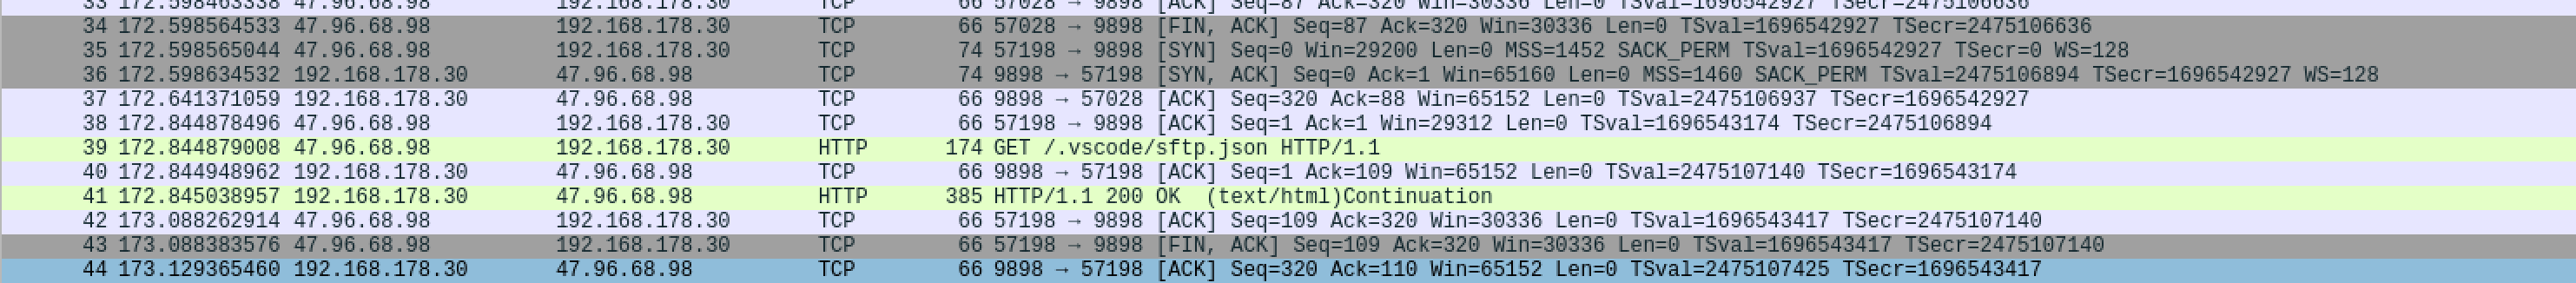 33 172.598463338 47.96.68.98 192.168.178.30 TCP 66 57028 → 9898 [ACK] Seq=87 Ack=320 Win=30336 Len=0 TSval=1696542927 TSecr=2475106636
34 172.598564533 47.96.68.98 192.168.178.30 TCP 66 57028 → 9898 [FIN, ACK] Seq=87 Ack=320 Win=30336 Len=0 TSval=1696542927 TSecr=2475106636
35 172.598565044 47.96.68.98 192.168.178.30 TCP 74 57198 → 9898 [SYN] Seq=0 Win=29200 Len=0 MSS=1452 SACK_PERM TSval=1696542927 TSecr=0 WS=128
36 172.598634532 192.168.178.30 47.96.68.98 TCP 74 9898 → 57198 [SYN, ACK] Seq=0 Ack=1 Win=65160 Len=0 MSS=1460 SACK_PERM TSval=2475106894 TSecr=1696542927 WS=128
37 172.641371059 192.168.178.30 47.96.68.98 TCP 66 9898 → 57028 [ACK] Seq=320 Ack=88 Win=65152 Len=0 TSval=2475106937 TSecr=1696542927
38 172.844878496 47.96.68.98 192.168.178.30 TCP 66 57198 → 9898 [ACK] Seq=1 Ack=1 Win=29312 Len=0 TSval=1696543174 TSecr=2475106894
39 172.844879008 47.96.68.98 192.168.178.30 HTTP 174 GET /.vscode/sftp.json HTTP/1.1
40 172.844948962 192.168.178.30 47.96.68.98 TCP 66 9898 → 57198 [ACK] Seq=1 Ack=109 Win=65152 Len=0 TSval=2475107140 TSecr=1696543174
41 172.845038957 192.168.178.30 47.96.68.98 HTTP 385 HTTP/1.1 200 OK (text/html)Continuation
42 173.088262914 47.96.68.98 192.168.178.30 TCP 66 57198 → 9898 [ACK] Seq=109 Ack=320 Win=30336 Len=0 TSval=1696543417 TSecr=2475107140
43 173.088383576 47.96.68.98 192.168.178.30 TCP 66 57198 → 9898 [FIN, ACK] Seq=109 Ack=320 Win=30336 Len=0 TSval=1696543417 TSecr=2475107140
44 173.129365460 192.168.178.30 47.96.68.98 TCP 66 9898 → 57198 [ACK] Seq=320 Ack=110 Win=65152 Len=0 TSval=2475107425 TSecr=1696543417